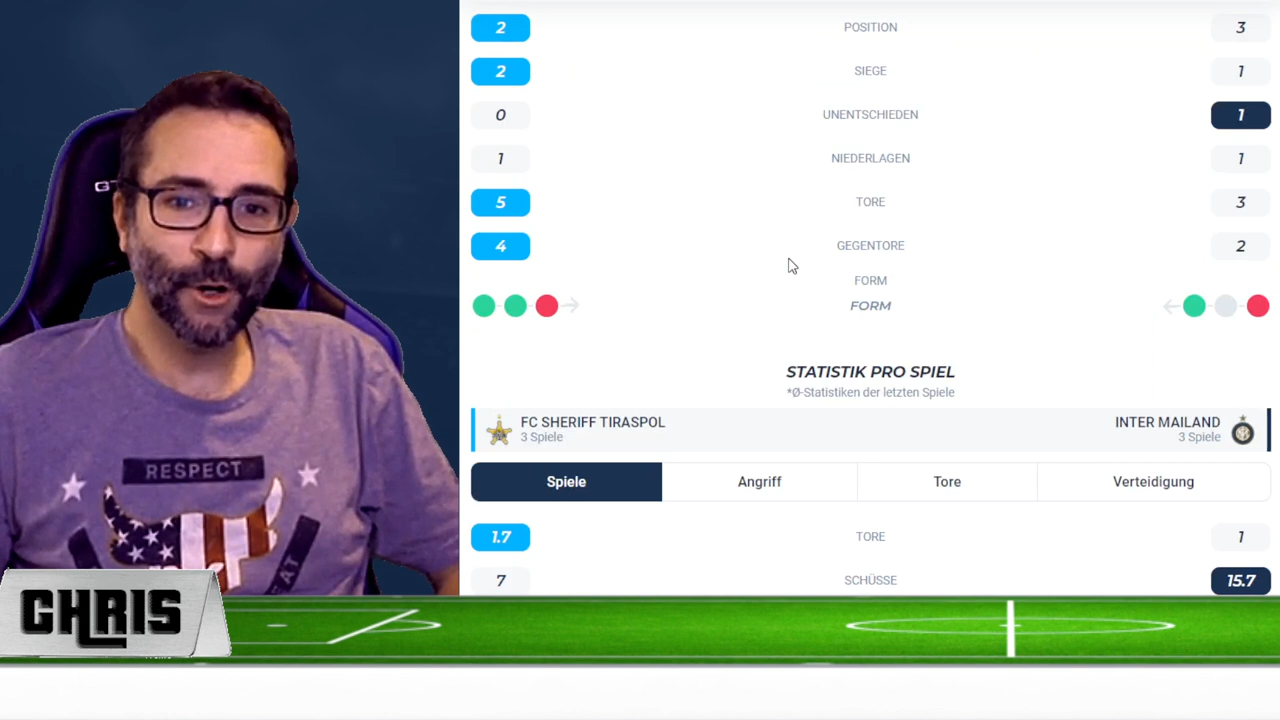 2 POSITION 3
2 SIEGE 1
0 UNENTSCHIEDEN 1
1 NIEDERLAGEN 1
5 TORE 3
4 GEGENTORE 2
FORM
FORM
STATISTIK PRO SPIEL
*Ø-Statistiken der letzten Spiele
FC SHERIFF TIRASPOL INTER MAILAND
3 Spiele 3 Spiele
Spiele Angriff Tore Verteidigung
1.7 TORE 1
7 SCHÜSSE 15.7
RESPECT
CHRIS